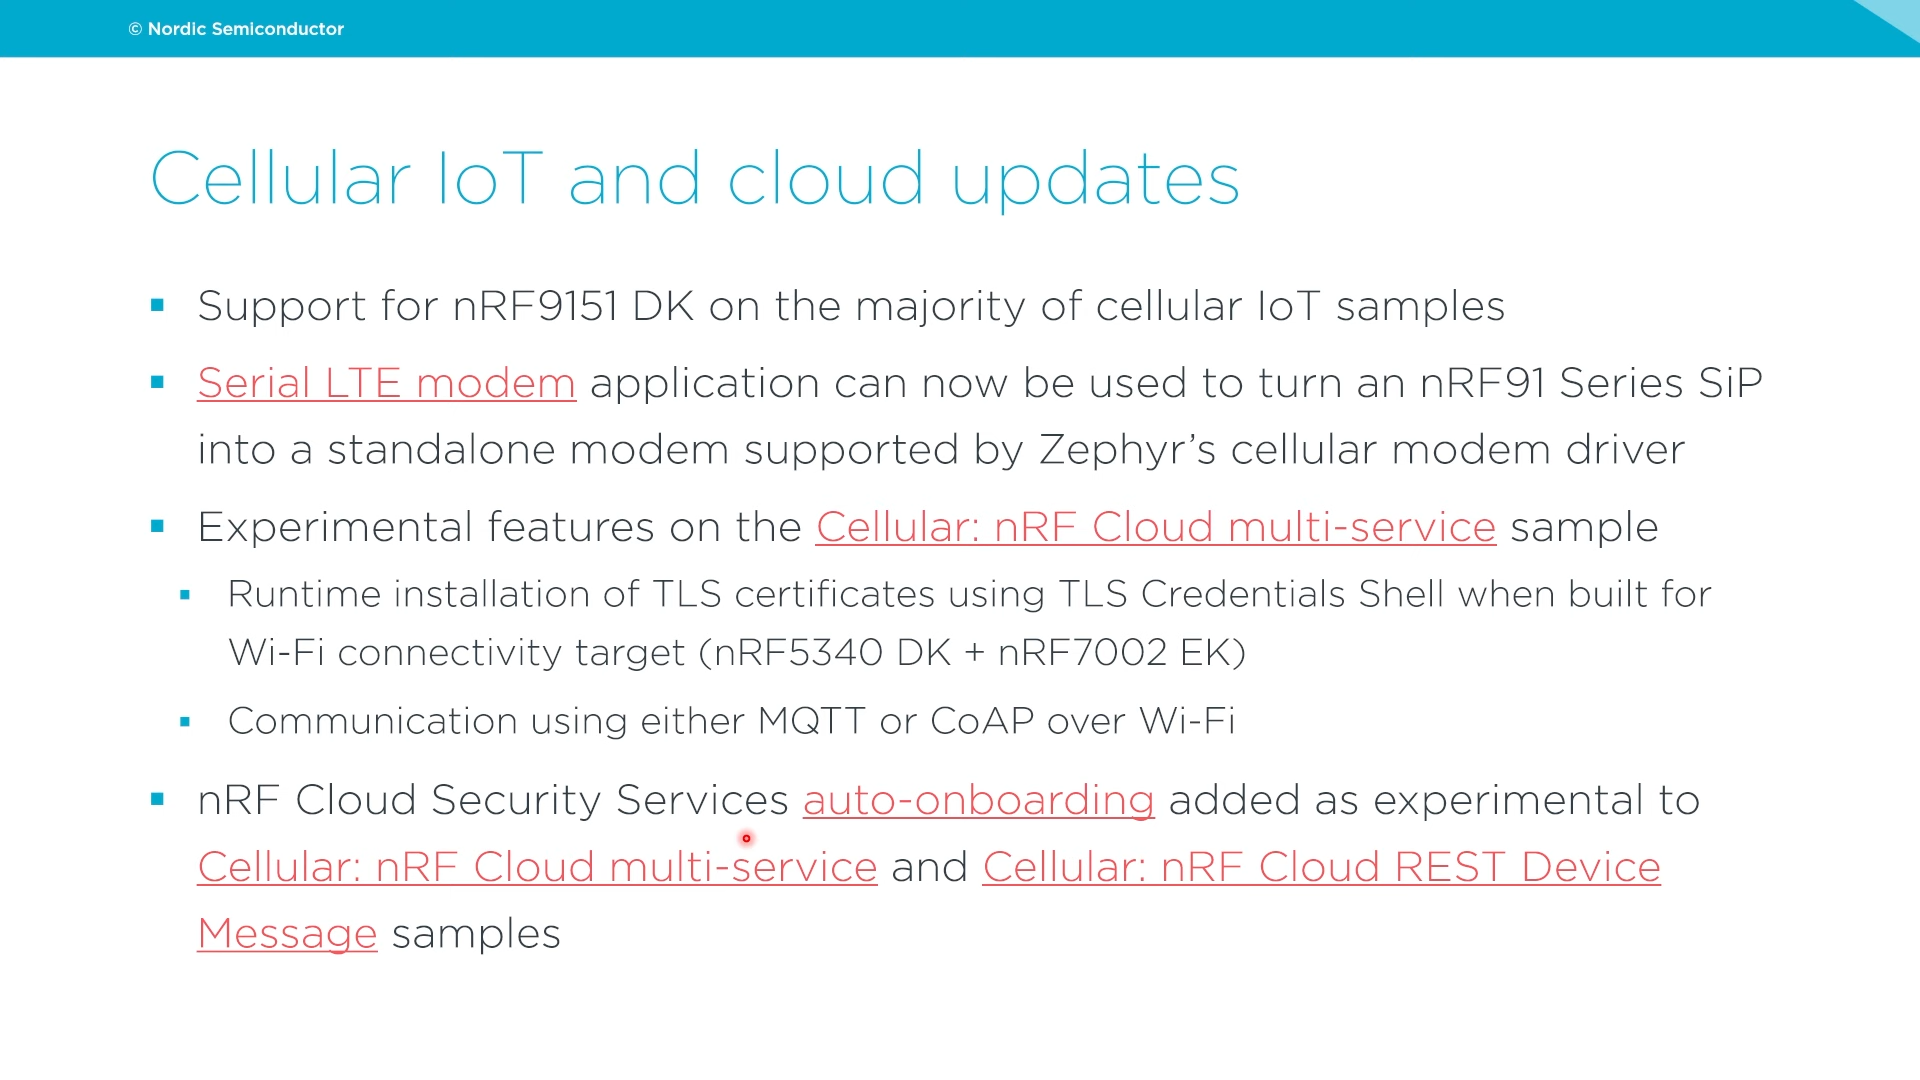 © Nordic Semiconductor
Cellular IoT and cloud updates
▪ Support for nRF9151 DK on the majority of cellular IoT samples
▪ Serial LTE modem application can now be used to turn an nRF91 Series SiP
into a standalone modem supported by Zephyr’s cellular modem driver
▪ Experimental features on the Cellular: nRF Cloud multi-service sample
▪ Runtime installation of TLS certificates using TLS Credentials Shell when built for
Wi-Fi connectivity target (nRF5340 DK + nRF7002 EK)
▪ Communication using either MQTT or CoAP over Wi-Fi
▪ nRF Cloud Security Services auto-onboarding added as experimental to
Cellular: nRF Cloud multi-service and Cellular: nRF Cloud REST Device
Message samples